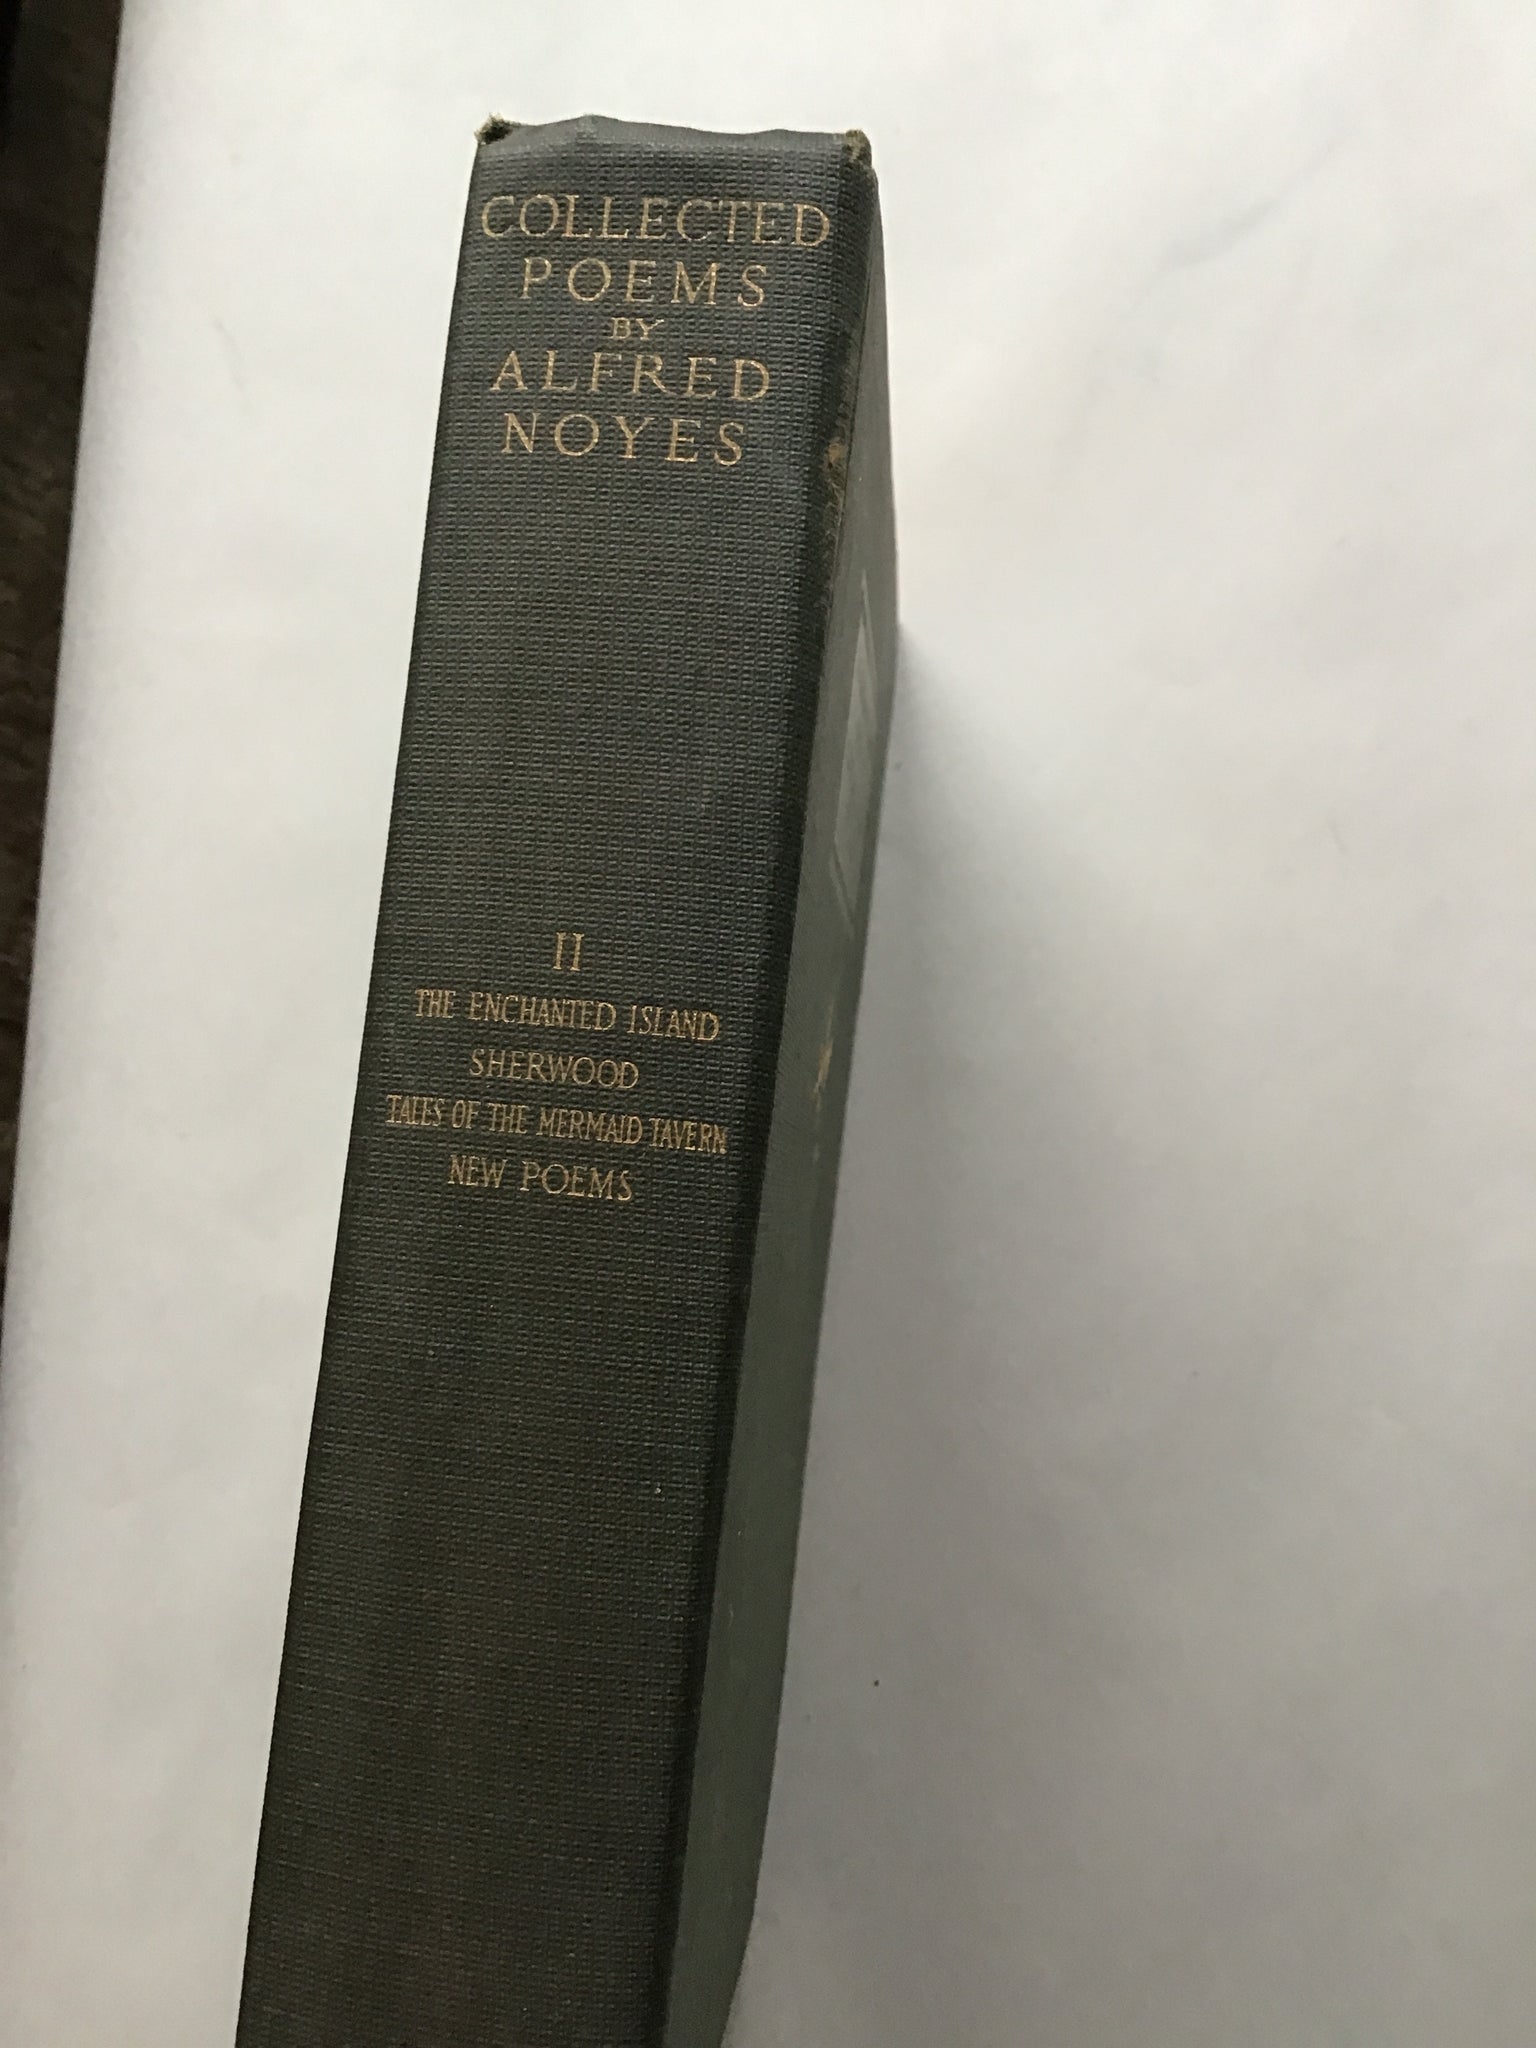 COLLECTED
POEMS
BY
ALFRED
NOYES
II
THE ENCHANTED ISLAND
SHERWOOD
TALES OF THE MERMAID TAVERN
NEW POEMS